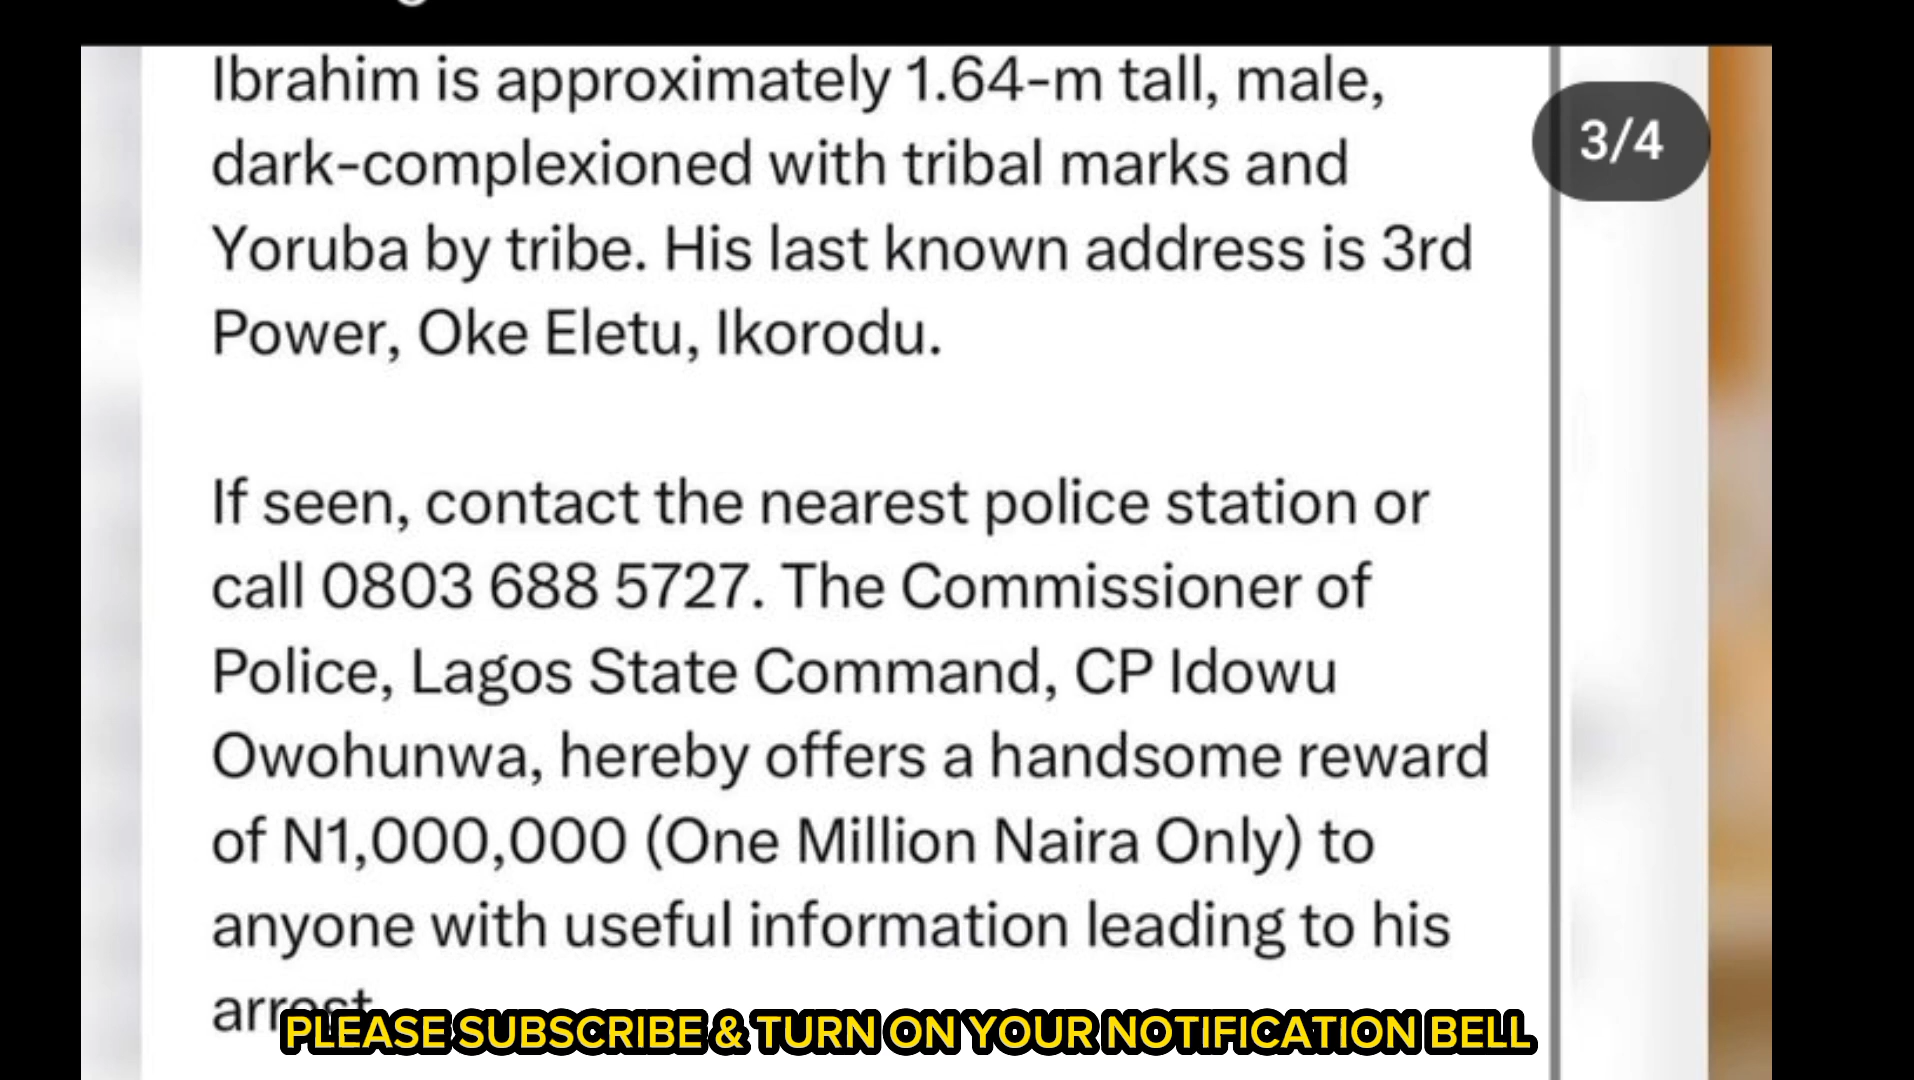 Ibrahim is approximately 1.64-m tall, male,
3/4
dark-complexioned with tribal marks and
Yoruba by tribe. His last known address is 3rd
Power, Oke Eletu, Ikorodu.
If seen, contact the nearest police station or
call 0803 688 5727. The Commissioner of
Police, Lagos State Command, CP Idowu
Owohunwa, hereby offers a handsome reward
of N1,000,000 (One Million Naira Only) to
anyone with useful information leading to his
arrest
PLEASE SUBSCRIBE & TURN ON YOUR NOTIFICATION BELL